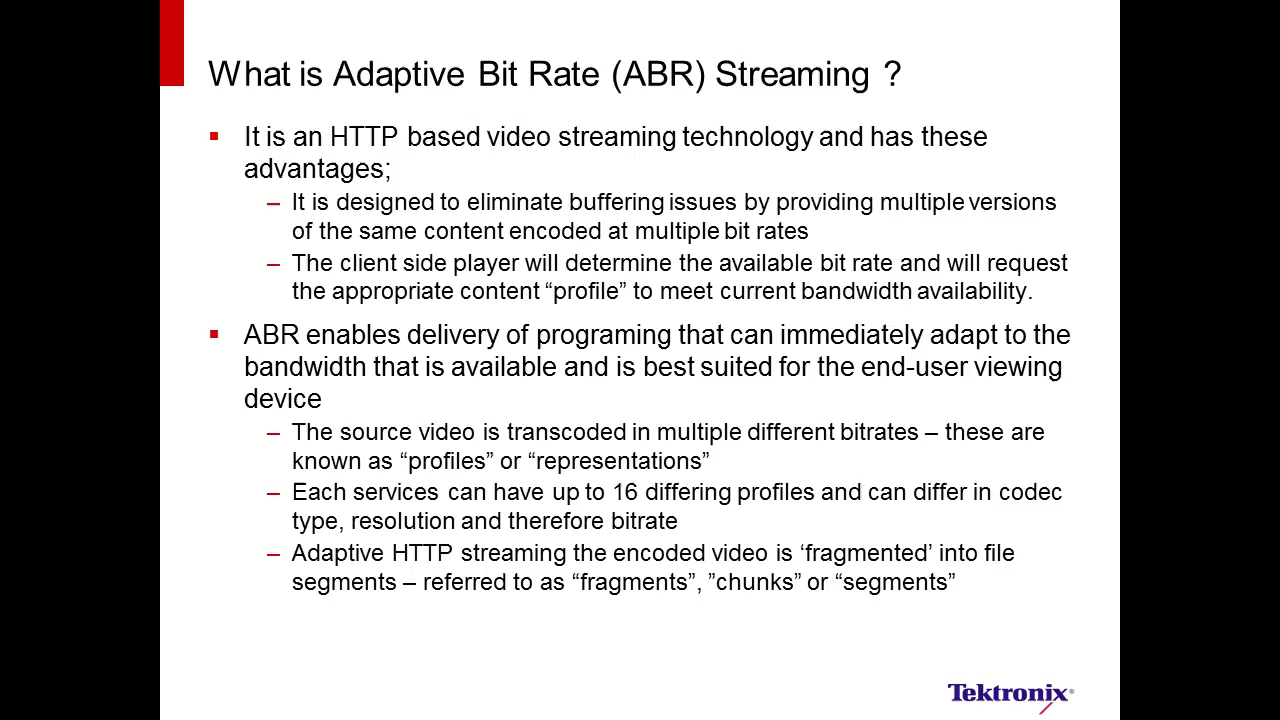 What is Adaptive Bit Rate (ABR) Streaming ?
▪ It is an HTTP based video streaming technology and has these
advantages;
– It is designed to eliminate buffering issues by providing multiple versions
of the same content encoded at multiple bit rates
– The client side player will determine the available bit rate and will request
the appropriate content “profile” to meet current bandwidth availability.
▪ ABR enables delivery of programing that can immediately adapt to the
bandwidth that is available and is best suited for the end-user viewing
device
– The source video is transcoded in multiple different bitrates – these are
known as “profiles” or “representations”
– Each services can have up to 16 differing profiles and can differ in codec
type, resolution and therefore bitrate
– Adaptive HTTP streaming the encoded video is ‘fragmented’ into file
segments – referred to as “fragments”, ”chunks” or “segments”
Tektronix®